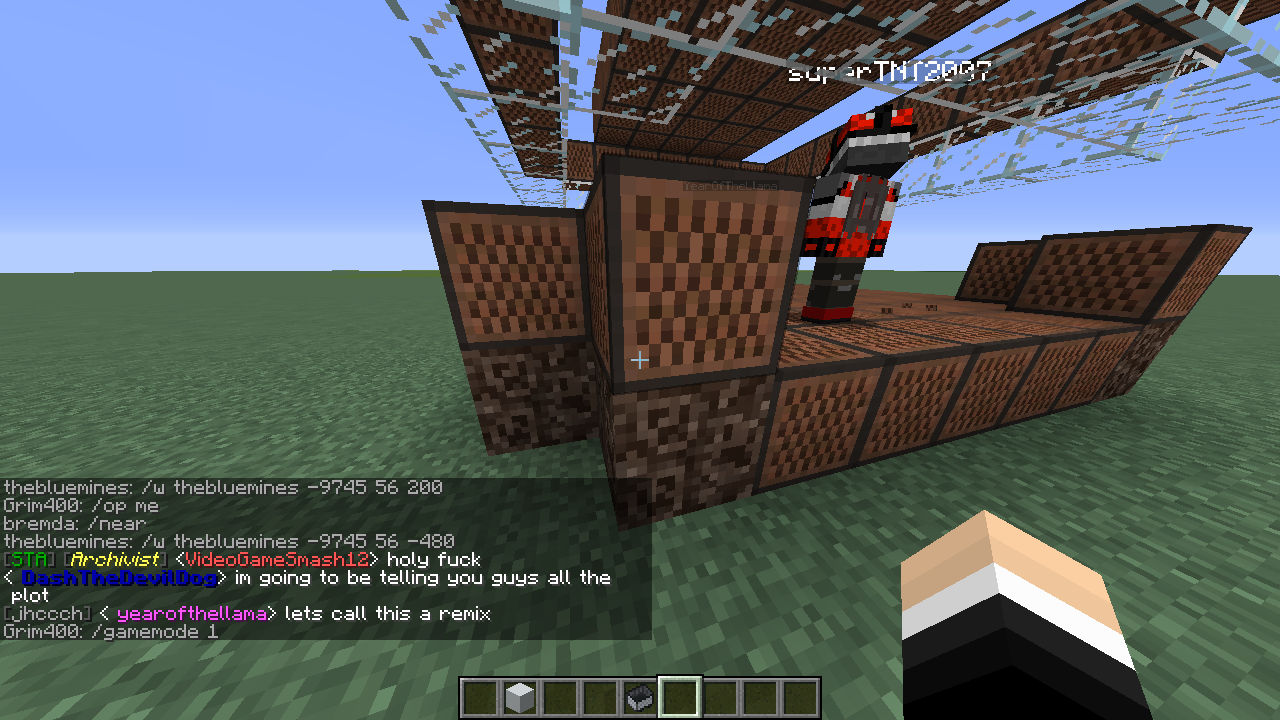 YearOfTheLlama
thebluemines: /w thebluemines -9745 56 200
Grim400: /op me
bremda: /near
thebluemines: /w thebluemines -9745 56 -480
[STA] [Archivist] <VideoGameSmash12> holy fuck
< DashTheDevilDog> im going to be telling you guys all the
plot
[jhccch] < yearofthellama> lets call this a remix
Grim400: /gamemode 1